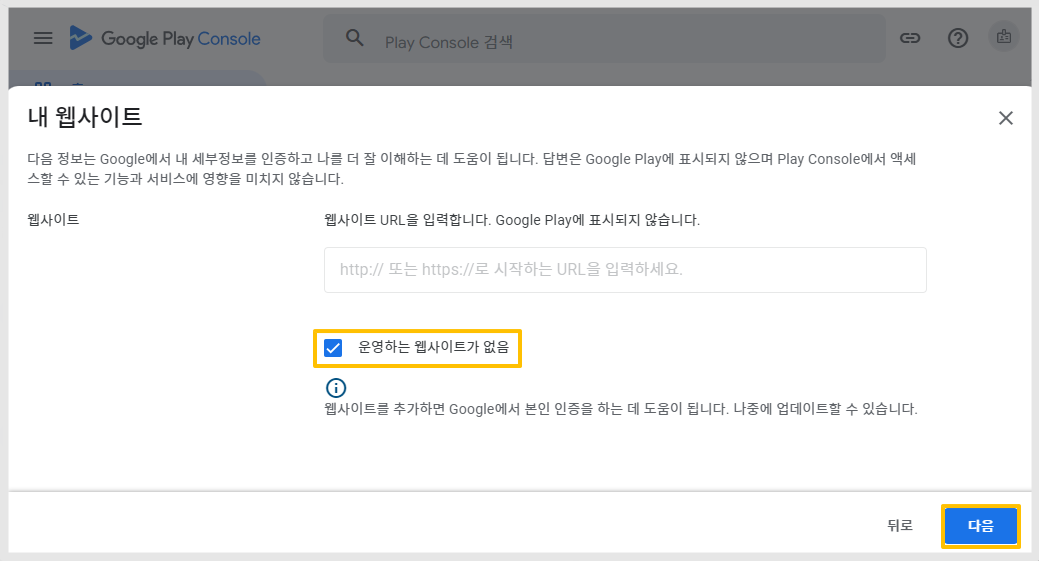 Google Play Console
Play Console 검색
내 웹사이트
다음 정보는 Google에서 내 세부정보를 인증하고 나를 더 잘 이해하는 데 도움이 됩니다. 답변은 Google Play에 표시되지 않으며 Play Console에서 액세
스할 수 있는 기능과 서비스에 영향을 미치지 않습니다.
웹사이트
웹사이트 URL을 입력합니다. Google Play에 표시되지 않습니다.
http:// 또는 https://로 시작하는 URL을 입력하세요.
운영하는 웹사이트가 없음
웹사이트를 추가하면 Google에서 본인 인증을 하는 데 도움이 됩니다. 나중에 업데이트할 수 있습니다.
뒤로
다음